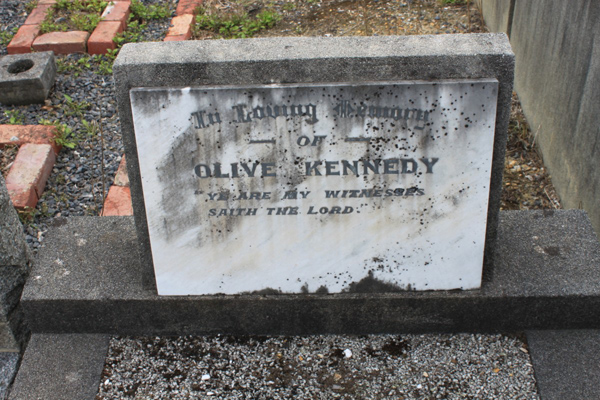 In Loving Memory
— OF —
OLIVE KENNEDY
"YE ARE MY WITNESSES
SAITH THE LORD."